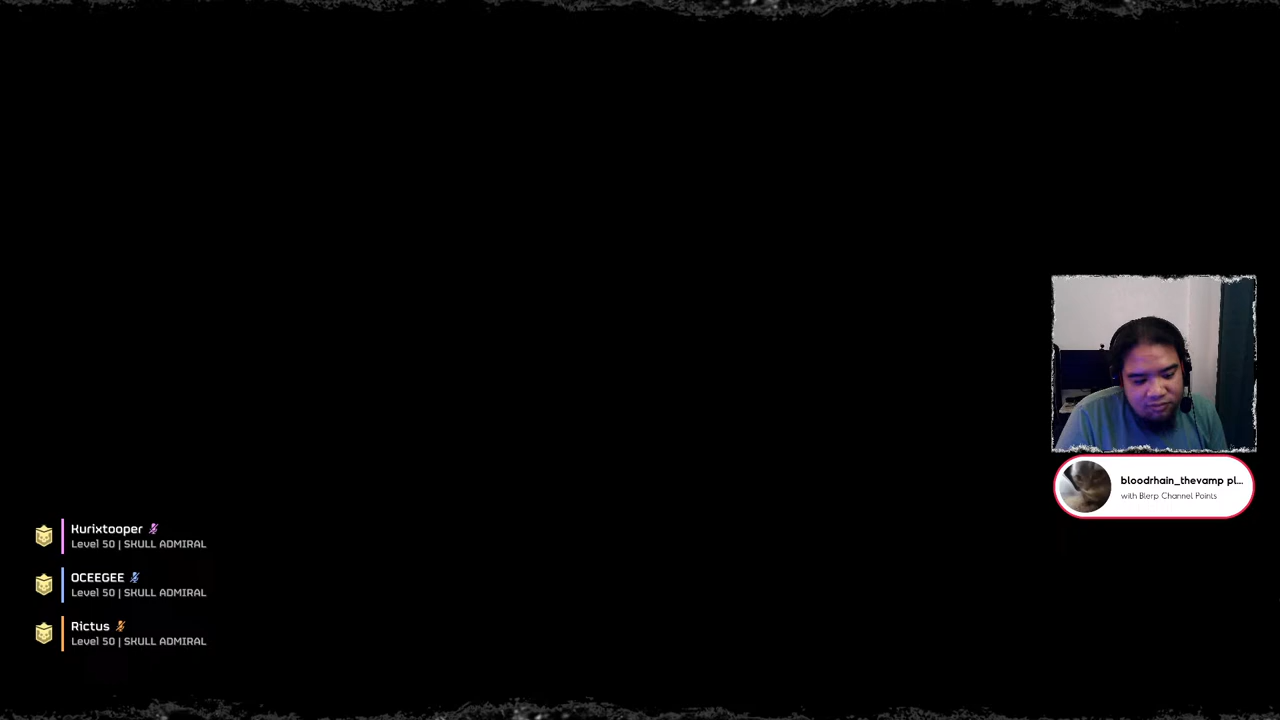 bloodrhain_thevamp pl...
with Blerp Channel Points
Kurixtooper
Level 50 | SKULL ADMIRAL
OCEEGEE
Level 50 | SKULL ADMIRAL
Rictus
Level 50 | SKULL ADMIRAL